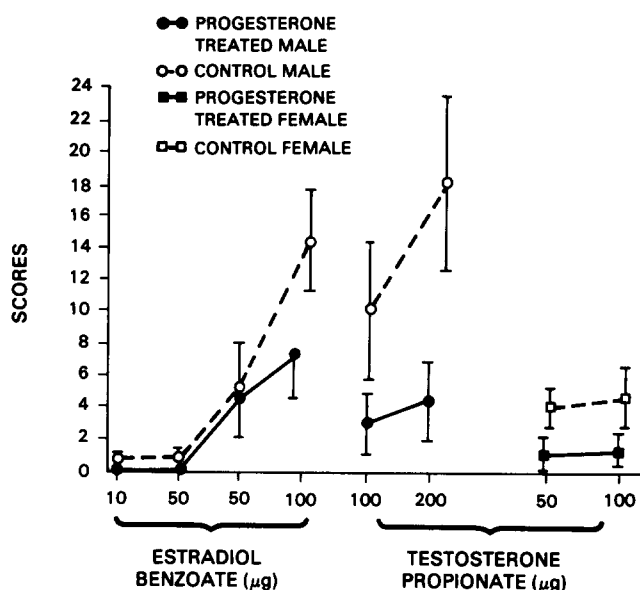 PROGESTERONE
TREATED MALE
CONTROL MALE
PROGESTERONE
TREATED FEMALE
CONTROL FEMALE
24
22
20
18
16
14
12
10
8
6
4
2
0
SCORES
10 50 50 100 100 200 50 100
ESTRADIOL
BENZOATE (µg)
TESTOSTERONE
PROPIONATE (µg)